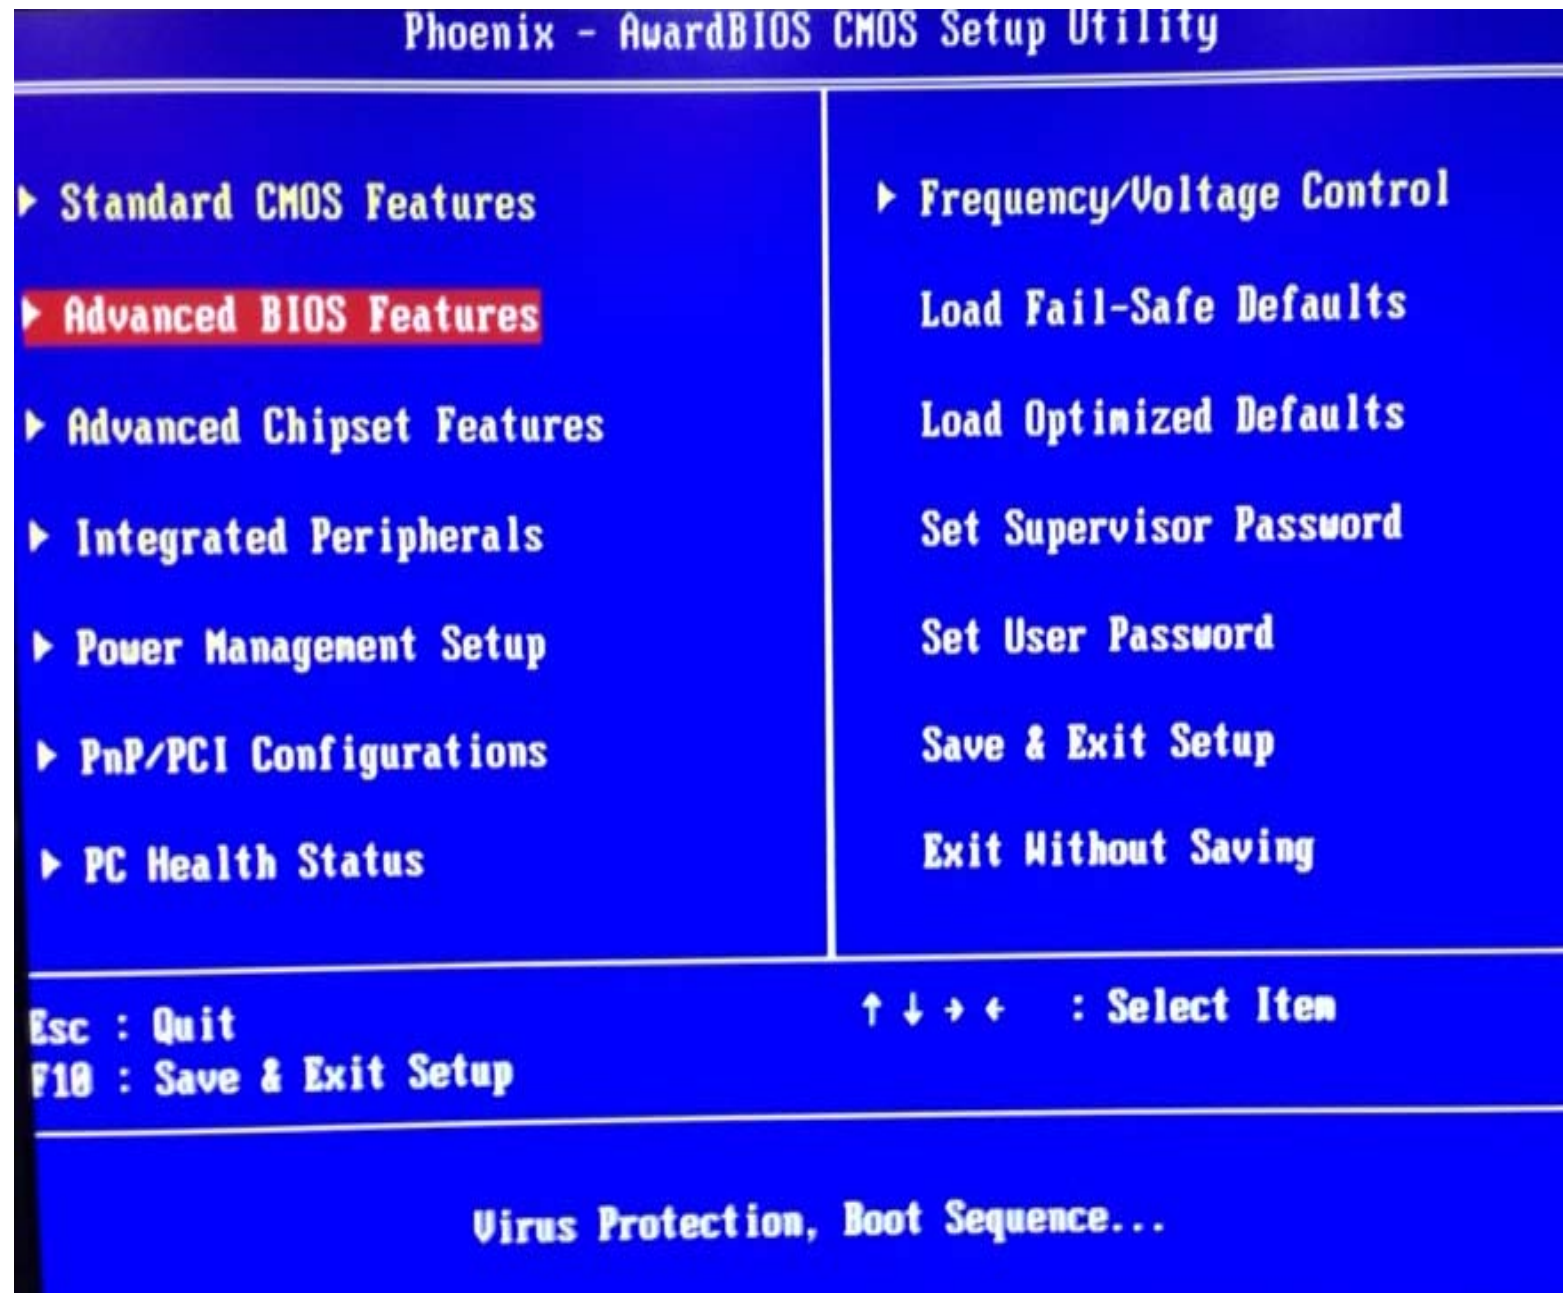 Phoenix - AwardBIOS CMOS Setup Utility
▶ Standard CMOS Features
▶ Advanced BIOS Features
▶ Advanced Chipset Features
▶ Integrated Peripherals
▶ Power Management Setup
▶ PnP/PCI Configurations
▶ PC Health Status
▶ Frequency/Voltage Control
Load Fail-Safe Defaults
Load Optimized Defaults
Set Supervisor Password
Set User Password
Save & Exit Setup
Exit Without Saving
Esc : Quit
F10 : Save & Exit Setup
↑ ↓ → ← : Select Item
Virus Protection, Boot Sequence...